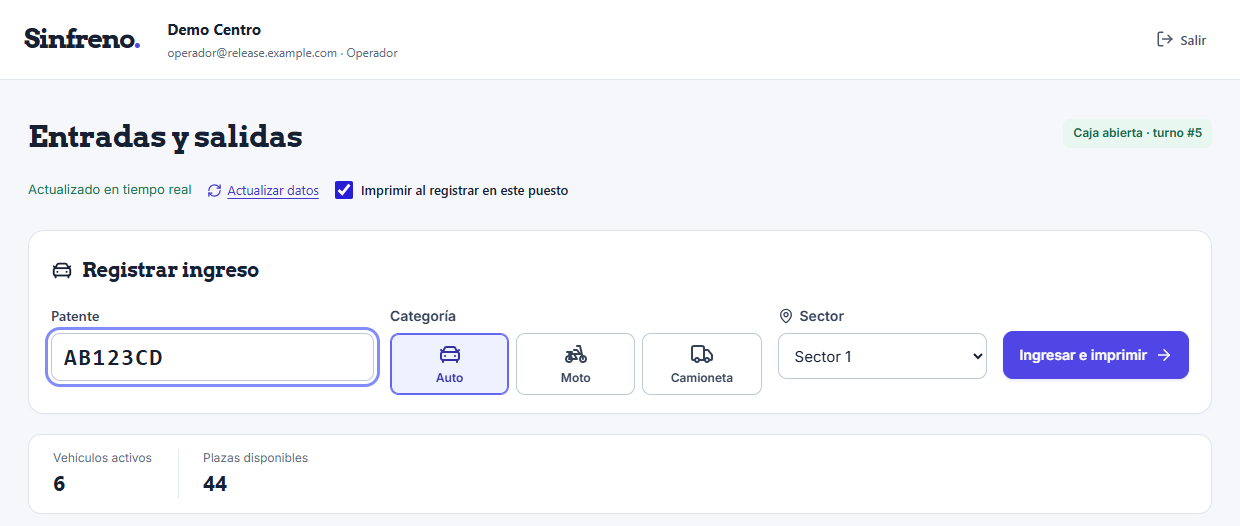 Sinfreno.
Demo Centro
operador@release.example.com · Operador
Salir
Entradas y salidas
Caja abierta · turno #5
Actualizado en tiempo real
Actualizar datos
Imprimir al registrar en este puesto
Registrar ingreso
Patente
AB123CD
Categoría
Auto
Moto
Camioneta
Sector
Sector 1
Ingresar e imprimir
Vehículos activos
6
Plazas disponibles
44